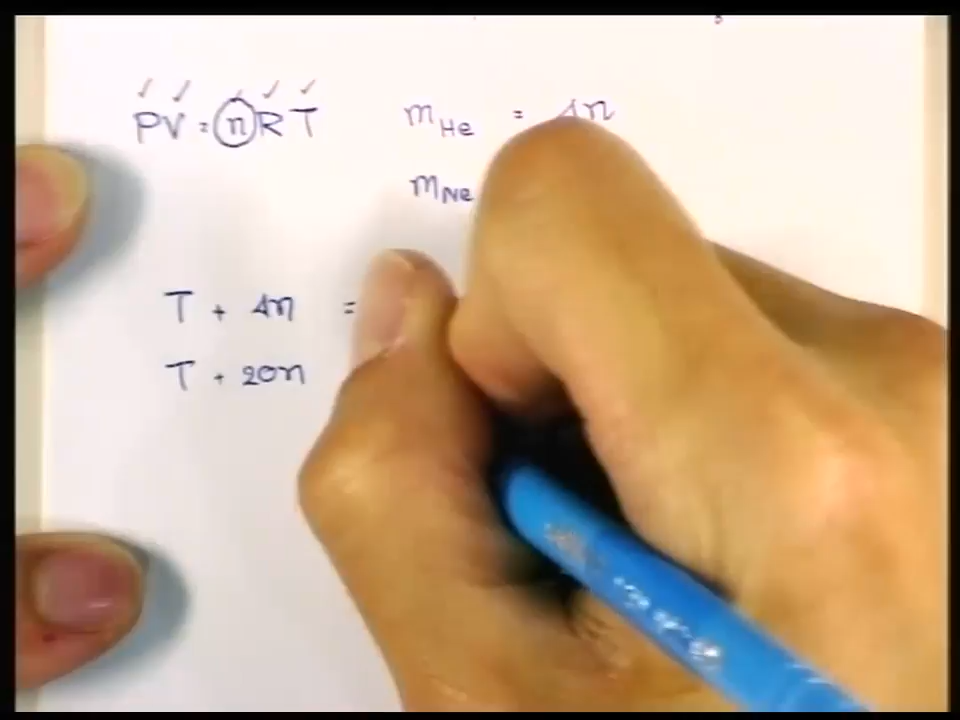 PV = nRT
m_He = 4n
m_Ne
T + 4n =
T + 20n